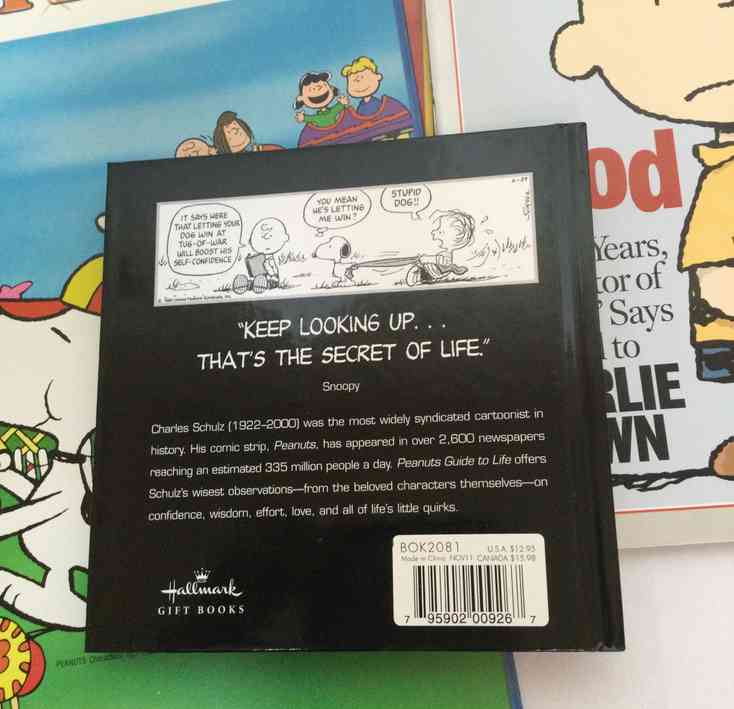 IT SAYS HERE
THAT LETTING YOUR
DOG WIN AT
TUG-OF-WAR
WILL BOOST HIS
SELF-CONFIDENCE
YOU MEAN
HE'S LETTING
ME WIN?
STUPID
DOG!!
"KEEP LOOKING UP. . .
THAT'S THE SECRET OF LIFE."
Snoopy
Charles Schulz (1922–2000) was the most widely syndicated cartoonist in
history. His comic strip, Peanuts, has appeared in over 2,600 newspapers
reaching an estimated 335 million people a day. Peanuts Guide to Life offers
Schulz's wisest observations—from the beloved characters themselves—on
confidence, wisdom, effort, love, and all of life's little quirks.
Hallmark
GIFT BOOKS
BOK2081 U.S.A. $12.95
Made in China NOV11 CANADA $15.98
7 95902 00926 7
od
Years,
tor of
Says
to
RLIE
WN
PEANUTS Characters